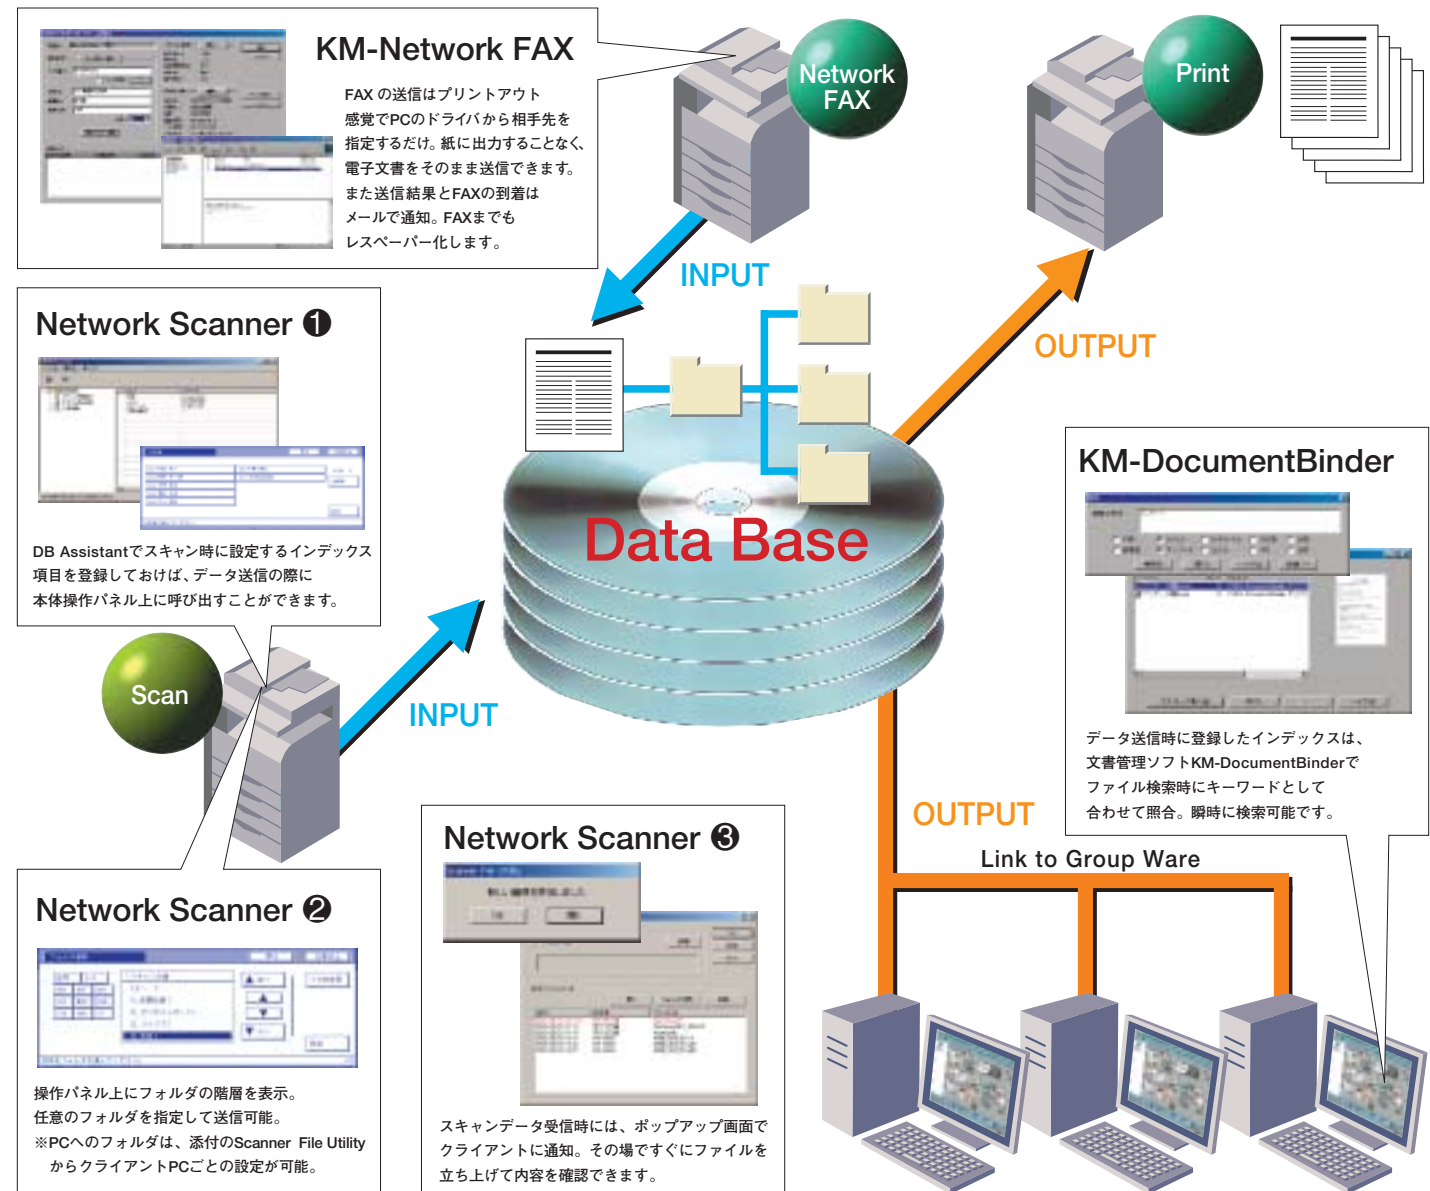 KM-Network FAX
FAX の送信はプリントアウト
感覚でPCのドライバから相手先を
指定するだけ。紙に出力することなく、
電子文書をそのまま送信できます。
また送信結果とFAXの到着は
メールで通知。FAXまでも
レスペーパー化します。
Network
FAX
Print
INPUT
OUTPUT
Network Scanner ❶
DB Assistantでスキャン時に設定するインデックス
項目を登録しておけば、データ送信の際に
本体操作パネル上に呼び出すことができます。
Data Base
KM-DocumentBinder
データ送信時に登録したインデックスは、
文書管理ソフトKM-DocumentBinderで
ファイル検索時にキーワードとして
合わせて照合。瞬時に検索可能です。
Scan
INPUT
OUTPUT
Link to Group Ware
Network Scanner ❷
操作パネル上にフォルダの階層を表示。
任意のフォルダを指定して送信可能。
※PCへのフォルダは、添付のScanner File Utility
からクライアントPCごとの設定が可能。
Network Scanner ❸
スキャンデータ受信時には、ポップアップ画面で
クライアントに通知。その場ですぐにファイルを
立ち上げて内容を確認できます。